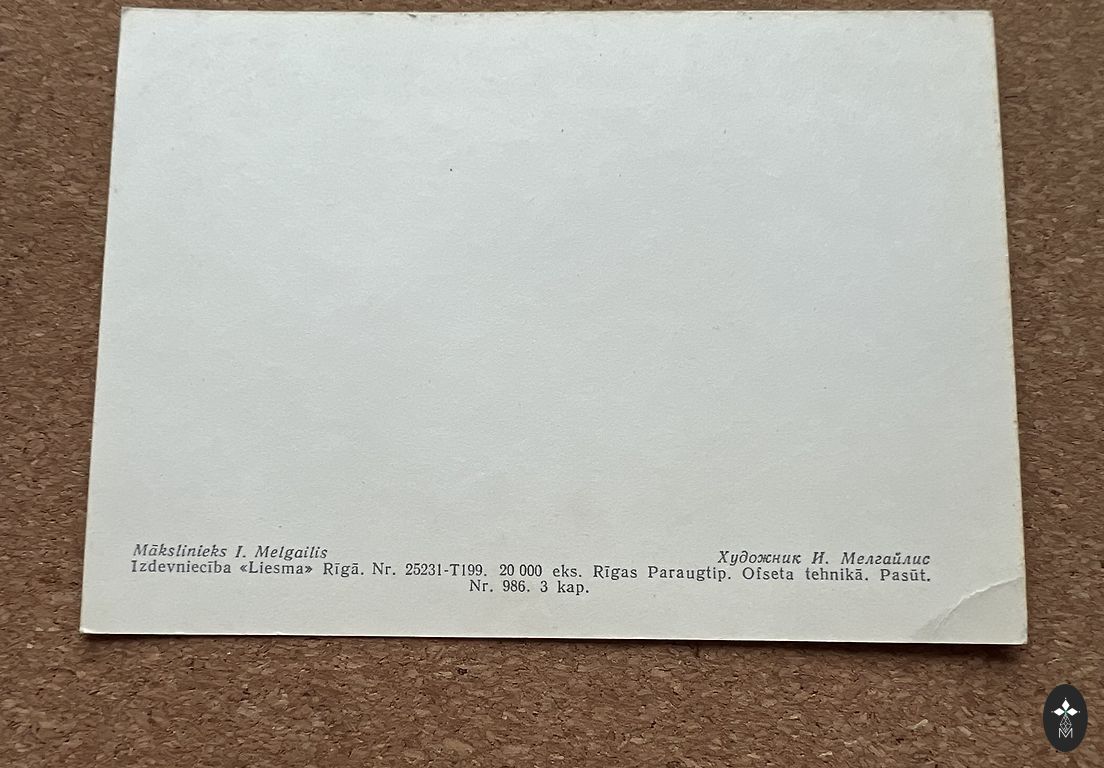 Mākslinieks I. Melgailis Художник И. Мелгайлис
Izdevniecība «Liesma» Rīgā. Nr. 25231-T199. 20 000 eks. Rīgas Paraugtip. Ofseta tehnikā. Pasūt.
Nr. 986. 3 kap.
M